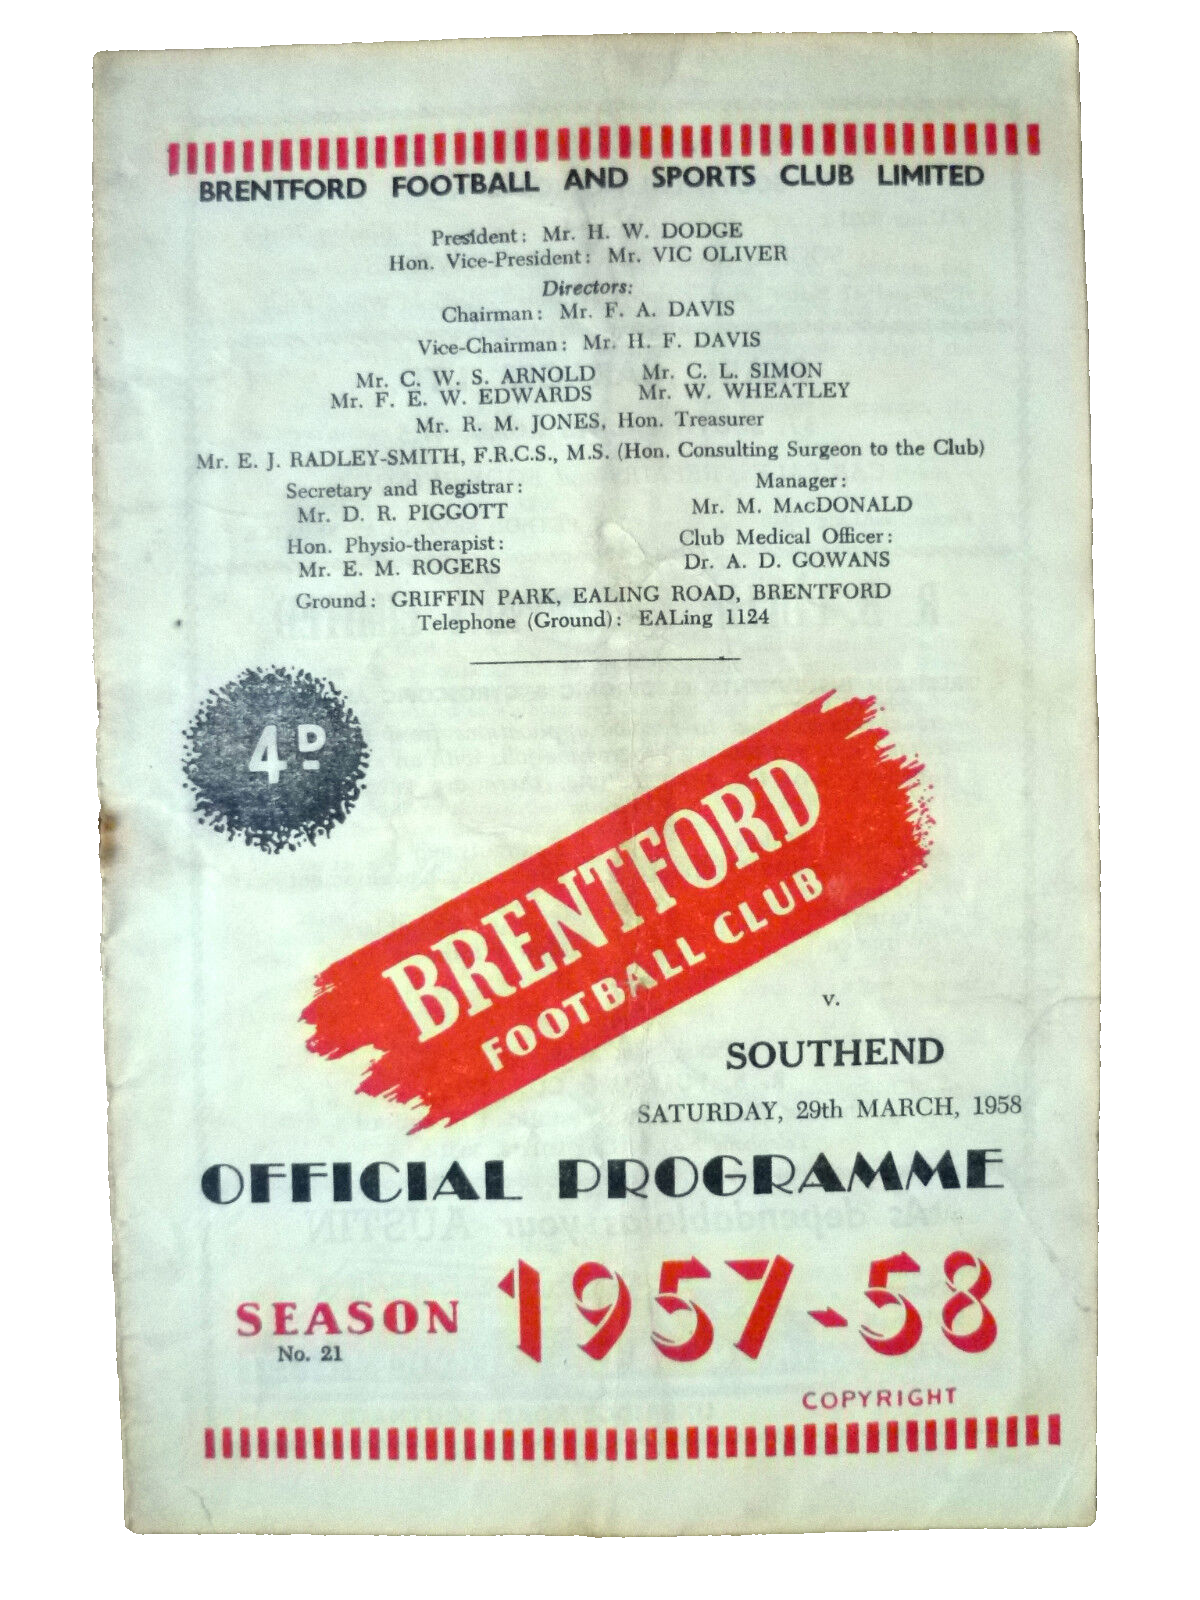 BRENTFORD FOOTBALL AND SPORTS CLUB LIMITED
President: Mr. H. W. DODGE
Hon. Vice-President: Mr. VIC OLIVER
Directors:
Chairman: Mr. F. A. DAVIS
Vice-Chairman: Mr. H. F. DAVIS
Mr. C. W. S. ARNOLD Mr. C. L. SIMON
Mr. F. E. W. EDWARDS Mr. W. WHEATLEY
Mr. R. M. JONES, Hon. Treasurer
Mr. E. J. RADLEY-SMITH, F.R.C.S., M.S. (Hon. Consulting Surgeon to the Club)
Secretary and Registrar:
Mr. D. R. PIGGOTT
Manager:
Mr. M. MacDONALD
Hon. Physio-therapist:
Mr. E. M. ROGERS
Club Medical Officer:
Dr. A. D. GOWANS
Ground: GRIFFIN PARK, EALING ROAD, BRENTFORD
Telephone (Ground): EALing 1124
4D
BRENTFORD
FOOTBALL CLUB
v.
SOUTHEND
SATURDAY, 29th MARCH, 1958
OFFICIAL PROGRAMME
SEASON 1957-58
No. 21
COPYRIGHT